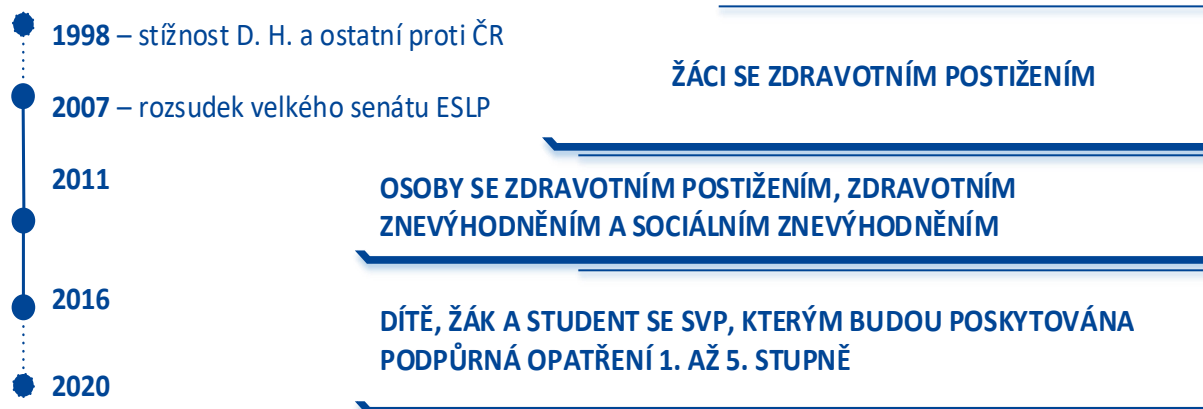 1998 – stížnost D. H. a ostatní proti ČR
ŽÁCI SE ZDRAVOTNÍM POSTIŽENÍM
2007 – rozsudek velkého senátu ESLP
2011
OSOBY SE ZDRAVOTNÍM POSTIŽENÍM, ZDRAVOTNÍM
ZNEVÝHODNĚNÍM A SOCIÁLNÍM ZNEVÝHODNĚNÍM
2016
DÍTĚ, ŽÁK A STUDENT SE SVP, KTERÝM BUDOU POSKYTOVÁNA
PODPŮRNÁ OPATŘENÍ 1. AŽ 5. STUPNĚ
2020